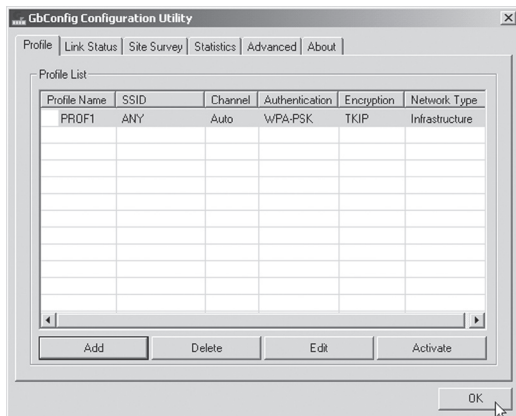 GbConfig Configuration Utility
Profile Link Status Site Survey Statistics Advanced About
Profile List
Profile Name SSID Channel Authentication Encryption Network Type
PROF1 ANY Auto WPA-PSK TKIP Infrastructure
Add Delete Edit Activate
OK